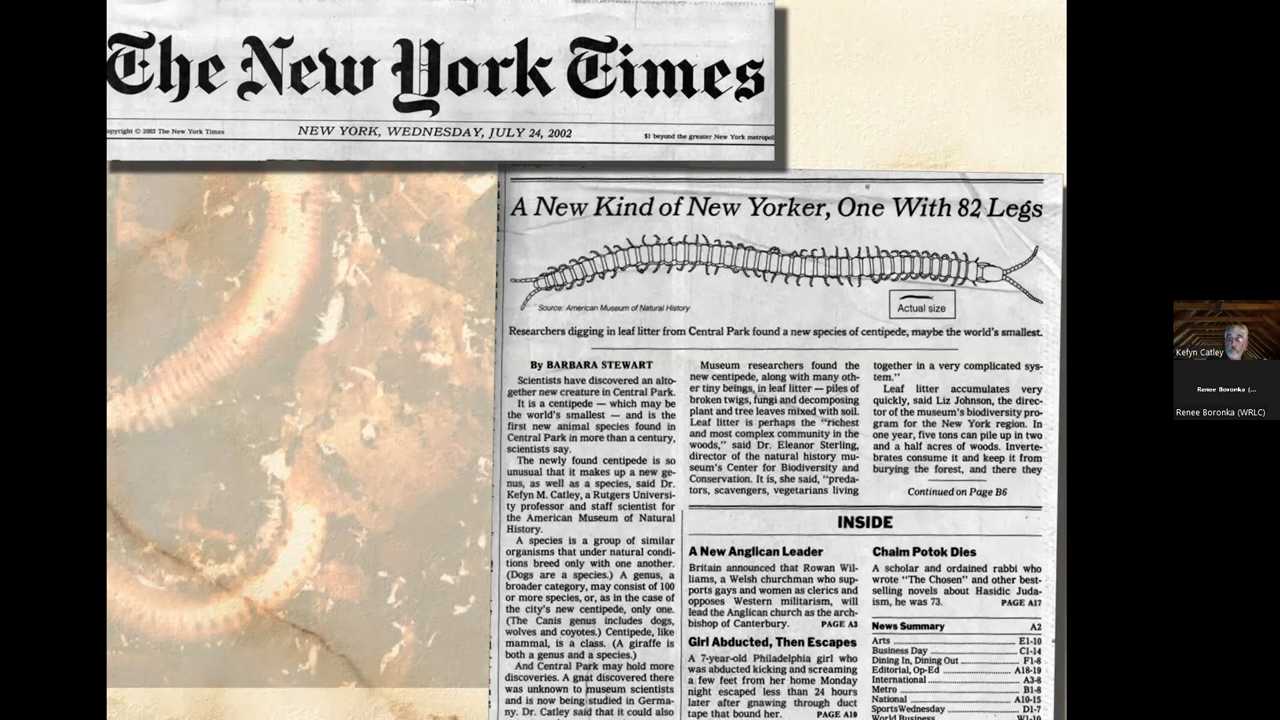 The New York Times
opyright © 2002 The New York Times
NEW YORK, WEDNESDAY, JULY 24, 2002
$1 beyond the greater New York metropol
A New Kind of New Yorker, One With 82 Legs
Source: American Museum of Natural History
Actual size
Researchers digging in leaf litter from Central Park found a new species of centipede, maybe the world's smallest.
By BARBARA STEWART
Scientists have discovered an alto-
gether new creature in Central Park.
It is a centipede — which may be
the world's smallest — and is the
first new animal species found in
Central Park in more than a century,
scientists say.
The newly found centipede is so
unusual that it makes up a new ge-
nus, as well as a species, said Dr.
Kefyn M. Catley, a Rutgers Universi-
ty professor and staff scientist for
the American Museum of Natural
History.
A species is a group of similar
organisms that under natural condi-
tions breed only with one another.
(Dogs are a species.) A genus, a
broader category, may consist of 100
or more species, or, as in the case of
the city's new centipede, only one.
(The Canis genus includes dogs,
wolves and coyotes.) Centipede, like
mammal, is a class. (A giraffe is
both a genus and a species.)
And Central Park may hold more
discoveries. A gnat discovered there
was unknown to museum scientists
and is now being studied in Germa-
ny. Dr. Catley said that it could also
Museum researchers found the
new centipede, along with many oth-
er tiny beings, in leaf litter — piles of
broken twigs, fungi and decomposing
plant and tree leaves mixed with soil.
Leaf litter is perhaps the "richest
and most complex community in the
woods," said Dr. Eleanor Sterling,
director of the natural history mu-
seum's Center for Biodiversity and
Conservation. It is, she said, "preda-
tors, scavengers, vegetarians living
together in a very complicated sys-
tem."
Leaf litter accumulates very
quickly, said Liz Johnson, the direc-
tor of the museum's biodiversity pro-
gram for the New York region. In
one year, five tons can pile up in two
and a half acres of woods. Inverte-
brates consume it and keep it from
burying the forest, and there they
Continued on Page B6
INSIDE
A New Anglican Leader
Britain announced that Rowan Wil-
liams, a Welsh churchman who sup-
ports gays and women as clerics and
opposes Western militarism, will
lead the Anglican church as the arch-
bishop of Canterbury. PAGE A3
Girl Abducted, Then Escapes
A 7-year-old Philadelphia girl who
was abducted kicking and screaming
a few feet from her home Monday
night escaped less than 24 hours
later after gnawing through duct
tape that bound her. PAGE A10
Chaim Potok Dies
A scholar and ordained rabbi who
wrote "The Chosen" and other best-
selling novels about Hasidic Juda-
ism, he was 73. PAGE A17
News Summary A2
Arts E1-10
Business Day C1-14
Dining In, Dining Out F1-8
Editorial, Op-Ed A18-19
International A3-8
Metro B1-8
National A10-15
SportsWednesday D1-7
World Business W1-10
Kefyn Catley
Renee Boronka (...
Renee Boronka (WRLC)